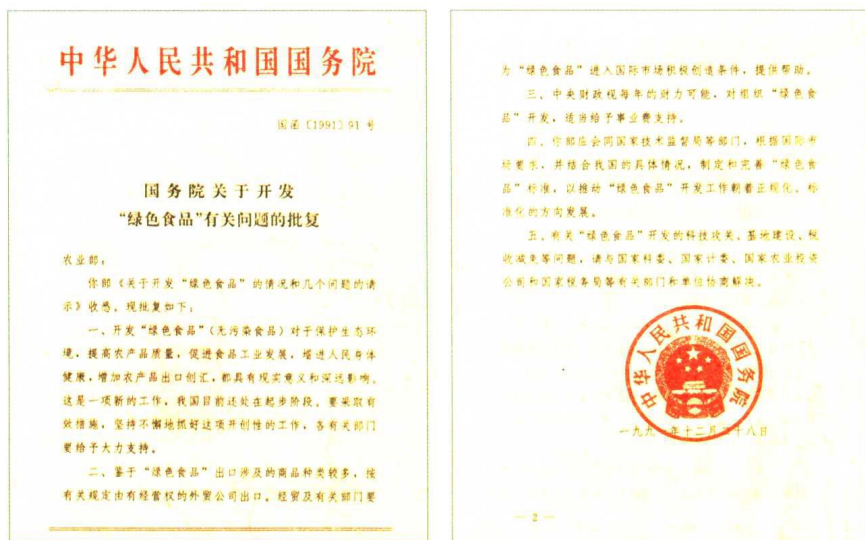 中华人民共和国国务院
国函〔1991〕91 号
国务院关于开发
“绿色食品”有关问题的批复
农业部：
你部《关于开发“绿色食品”的情况和几个问题的请
示》收悉，现批复如下：
一、开发“绿色食品”（无污染食品）对于保护生态环
境，提高农产品质量，促进食品工业发展，增进人民身体
健康，增加农产品出口创汇，都具有现实意义和深远影响。
这是一项新的工作，我国目前还处在起步阶段。要采取有
效措施，坚持不懈地抓好这项开创性的工作，各有关部门
要给予大力支持。
二、鉴于“绿色食品”出口涉及的商品种类较多，按
有关规定由有经营权的外贸公司出口。经贸及有关部门要
为“绿色食品”进入国际市场积极创造条件，提供帮助。
三、中央财政视每年的财力可能，对组织“绿色食
品”开发，适当给予事业费支持。
四、你部应会同国家技术监督局等部门，根据国际市
场要求，并结合我国的具体情况，制定和完善“绿色食
品”标准，以推动“绿色食品”开发工作朝着正规化、标
准化的方向发展。
五、有关“绿色食品”开发的科技攻关、基地建设、税
收减免等问题，请与国家科委、国家计委、国家农业投资
公司和国家税务局等有关部门和单位协商解决。
中华人民共和国国务院
一九九一年十二月二十八日
— 2 —